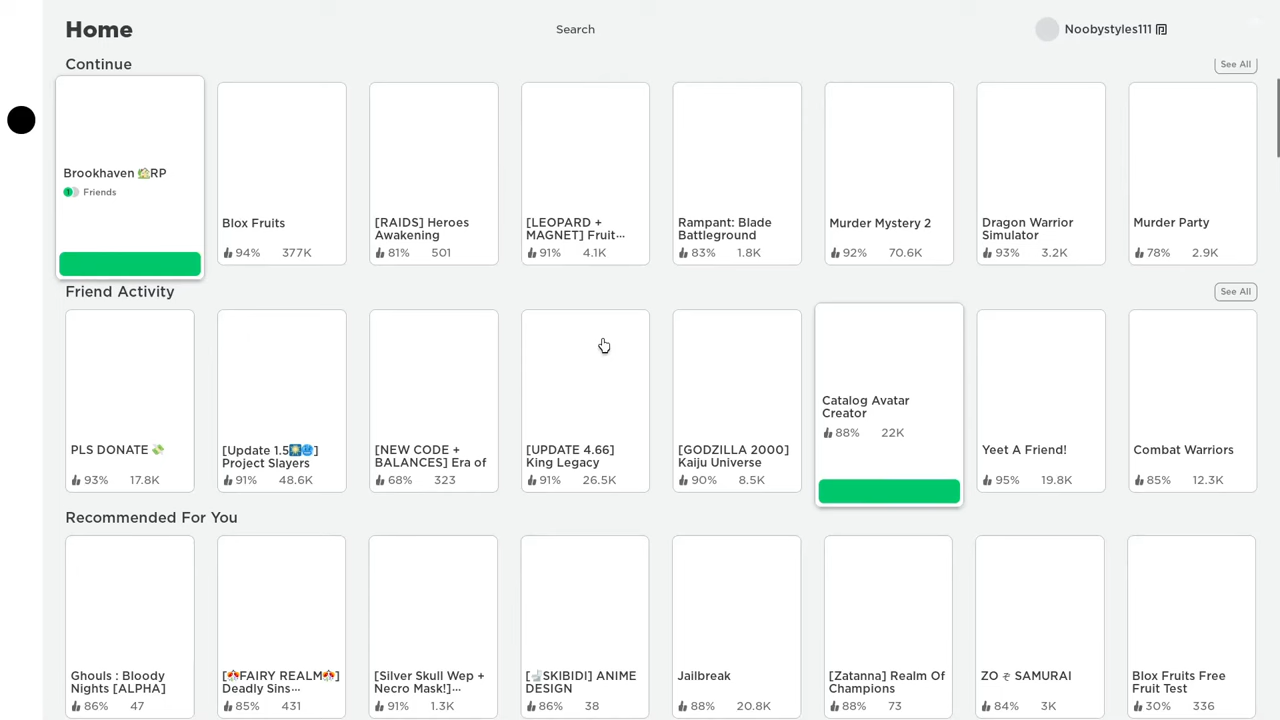 Home
Search
Noobystyles111
Continue
See All
Brookhaven 🏡RP
1 Friends
Blox Fruits
94% 377K
[RAIDS] Heroes
Awakening
81% 501
[LEOPARD +
MAGNET] Fruit...
91% 4.1K
Rampant: Blade
Battleground
83% 1.8K
Murder Mystery 2
92% 70.6K
Dragon Warrior
Simulator
93% 3.2K
Murder Party
78% 2.9K
Friend Activity
See All
PLS DONATE 💸
93% 17.8K
[Update 1.5🎇🥶]
Project Slayers
91% 48.6K
[NEW CODE +
BALANCES] Era of
68% 323
[UPDATE 4.66]
King Legacy
91% 26.5K
[GODZILLA 2000]
Kaiju Universe
90% 8.5K
Catalog Avatar
Creator
88% 22K
Yeet A Friend!
95% 19.8K
Combat Warriors
85% 12.3K
Recommended For You
Ghouls : Bloody
Nights [ALPHA]
86% 47
[FAIRY REALM]
Deadly Sins...
85% 431
[Silver Skull Wep +
Necro Mask!]...
91% 1.3K
[🚽SKIBIDI] ANIME
DESIGN
86% 38
Jailbreak
88% 20.8K
[Zatanna] Realm Of
Champions
88% 73
ZO そ SAMURAI
84% 3K
Blox Fruits Free
Fruit Test
30% 336